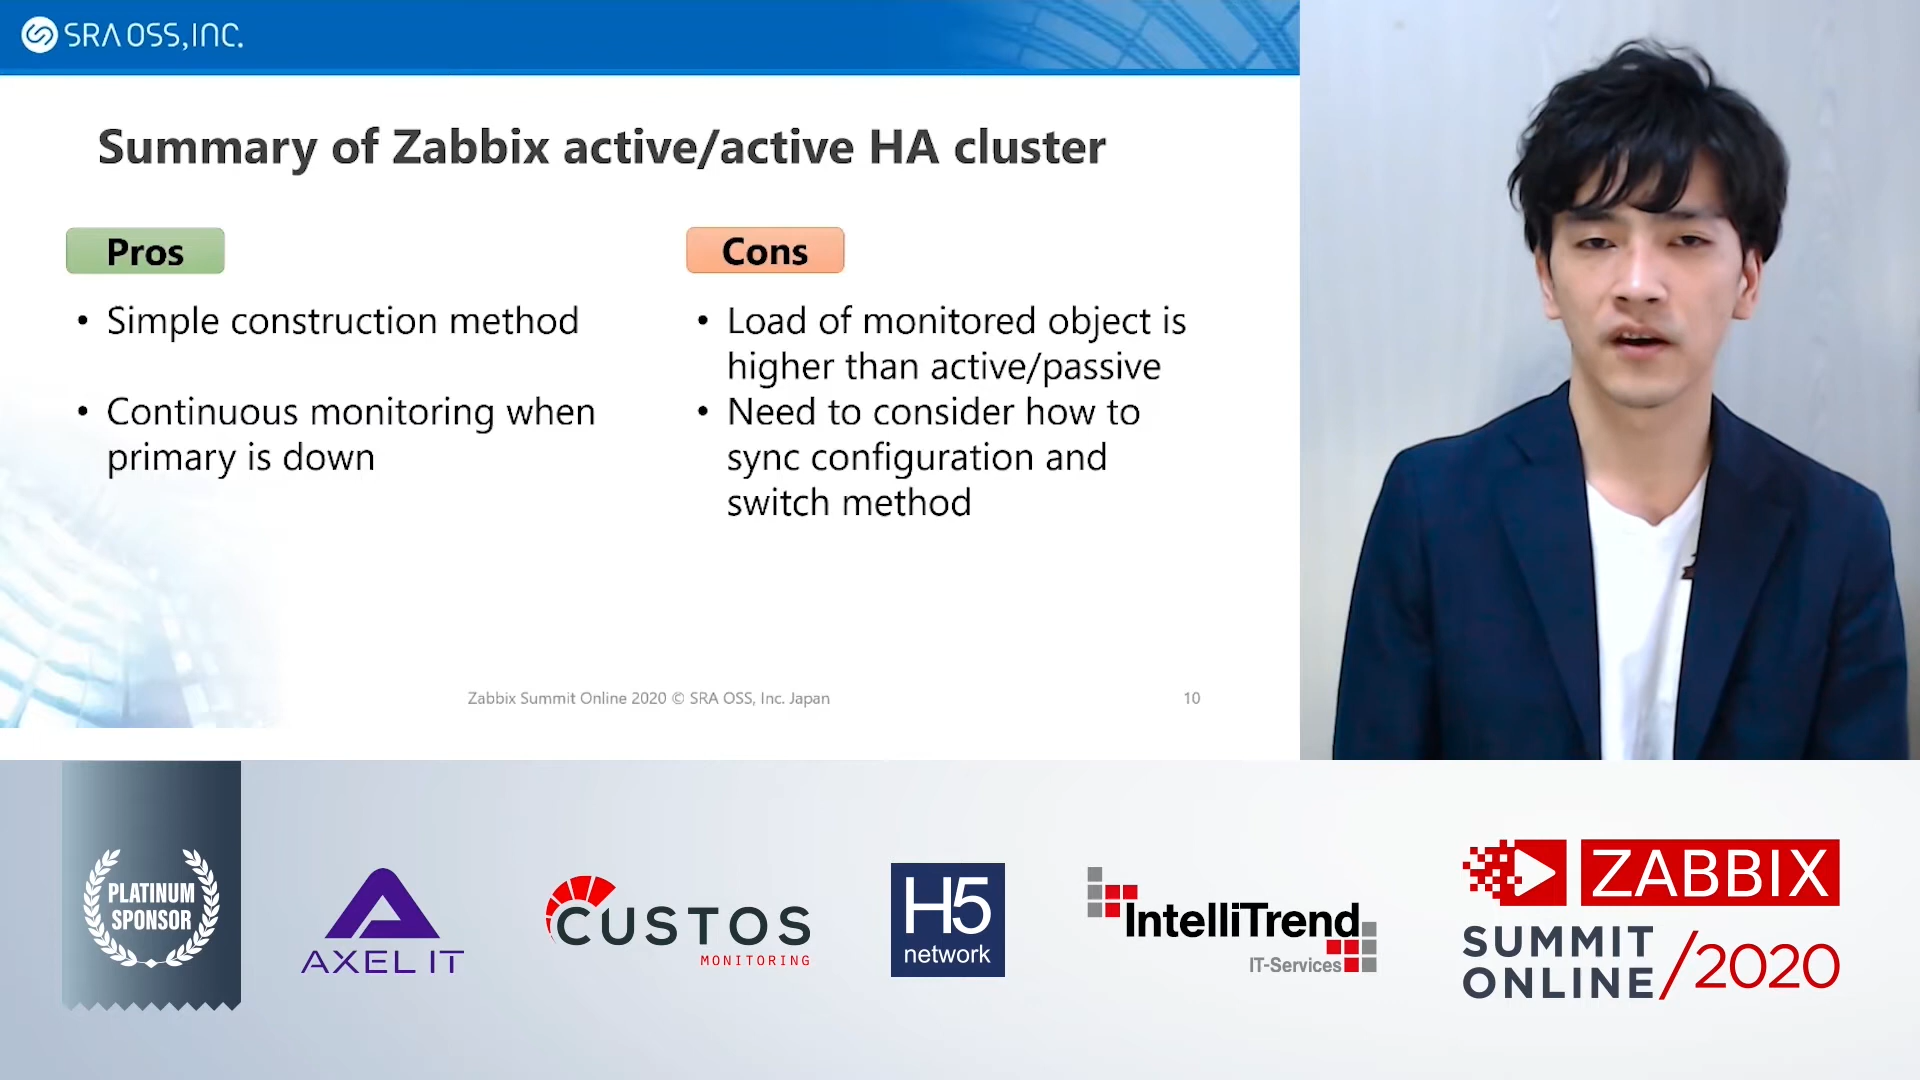 SRA OSS, INC.
Summary of Zabbix active/active HA cluster
Pros
• Simple construction method
• Continuous monitoring when
primary is down
Cons
• Load of monitored object is
higher than active/passive
• Need to consider how to
sync configuration and
switch method
Zabbix Summit Online 2020 © SRA OSS, Inc. Japan
10
PLATINUM
SPONSOR
AXEL IT
CUSTOS
MONITORING
H5
network
IntelliTrend
IT-Services
ZABBIX
SUMMIT
ONLINE /2020